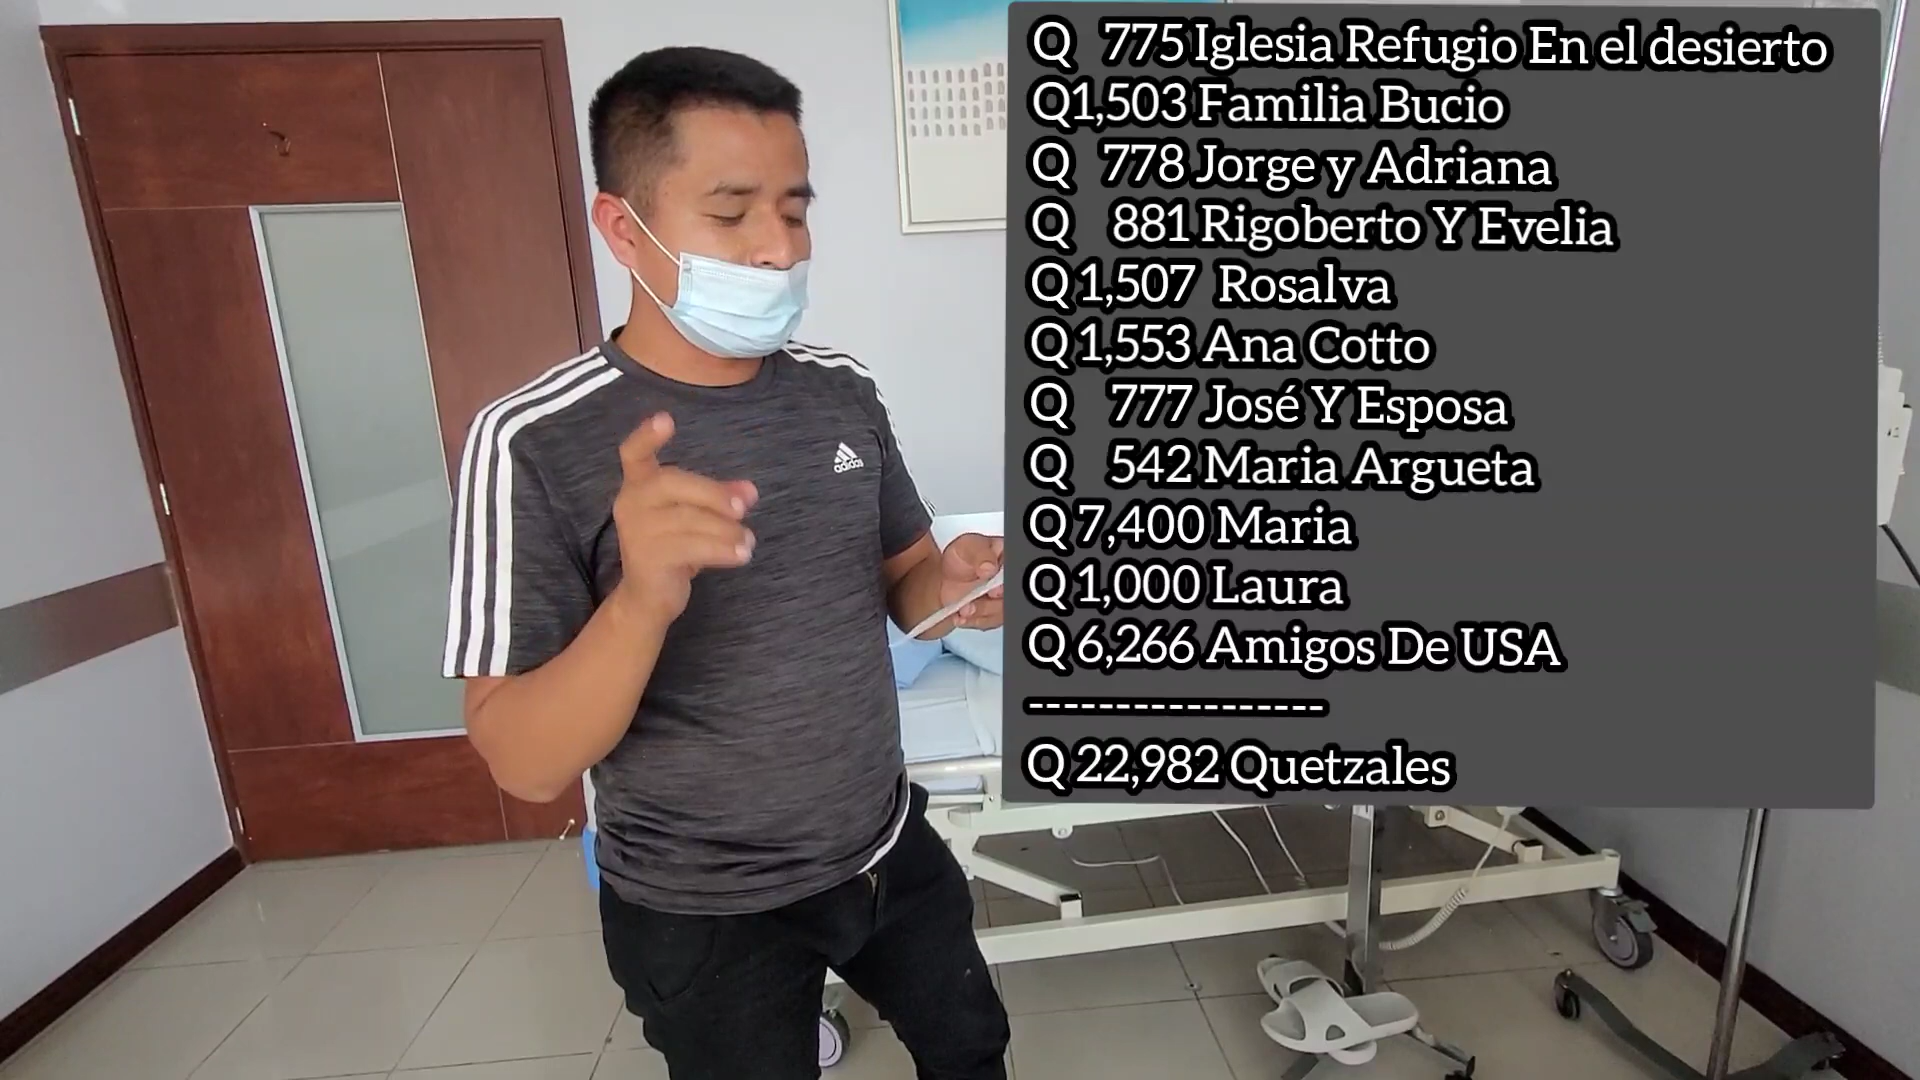 Q 775 Iglesia Refugio En el desierto
Q1,503 Familia Bucio
Q 778 Jorge y Adriana
Q 881 Rigoberto Y Evelia
Q 1,507 Rosalva
Q 1,553 Ana Cotto
Q 777 José Y Esposa
Q 542 Maria Argueta
Q 7,400 Maria
Q 1,000 Laura
Q 6,266 Amigos De USA
-----------------
Q 22,982 Quetzales
adidas